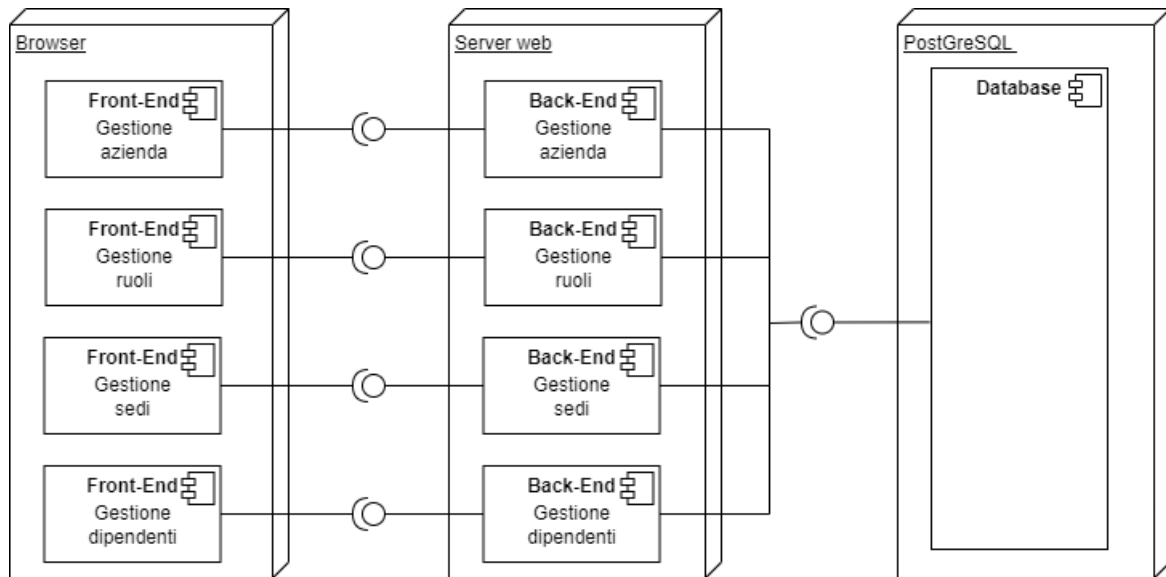 Browser
Front-End
Gestione
azienda
Front-End
Gestione
ruoli
Front-End
Gestione
sedi
Front-End
Gestione
dipendenti
Server web
Back-End
Gestione
azienda
Back-End
Gestione
ruoli
Back-End
Gestione
sedi
Back-End
Gestione
dipendenti
PostGreSQL
Database